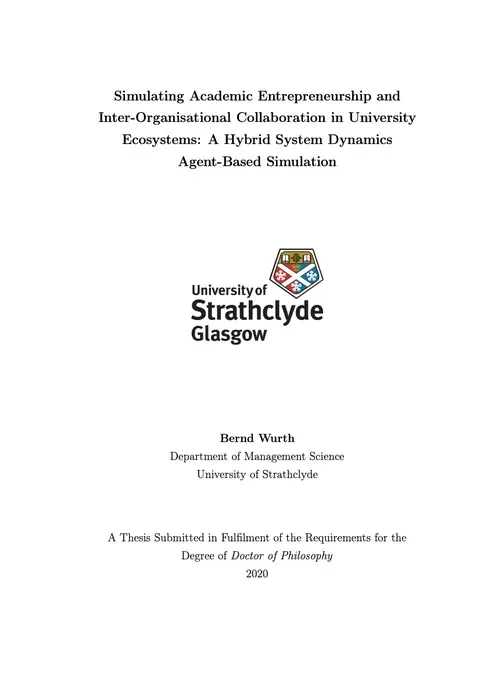 Simulating Academic Entrepreneurship and
Inter-Organisational Collaboration in University
Ecosystems: A Hybrid System Dynamics
Agent-Based Simulation
University of
Strathclyde
Glasgow
Bernd Wurth
Department of Management Science
University of Strathclyde
A Thesis Submitted in Fulfilment of the Requirements for the
Degree of Doctor of Philosophy
2020